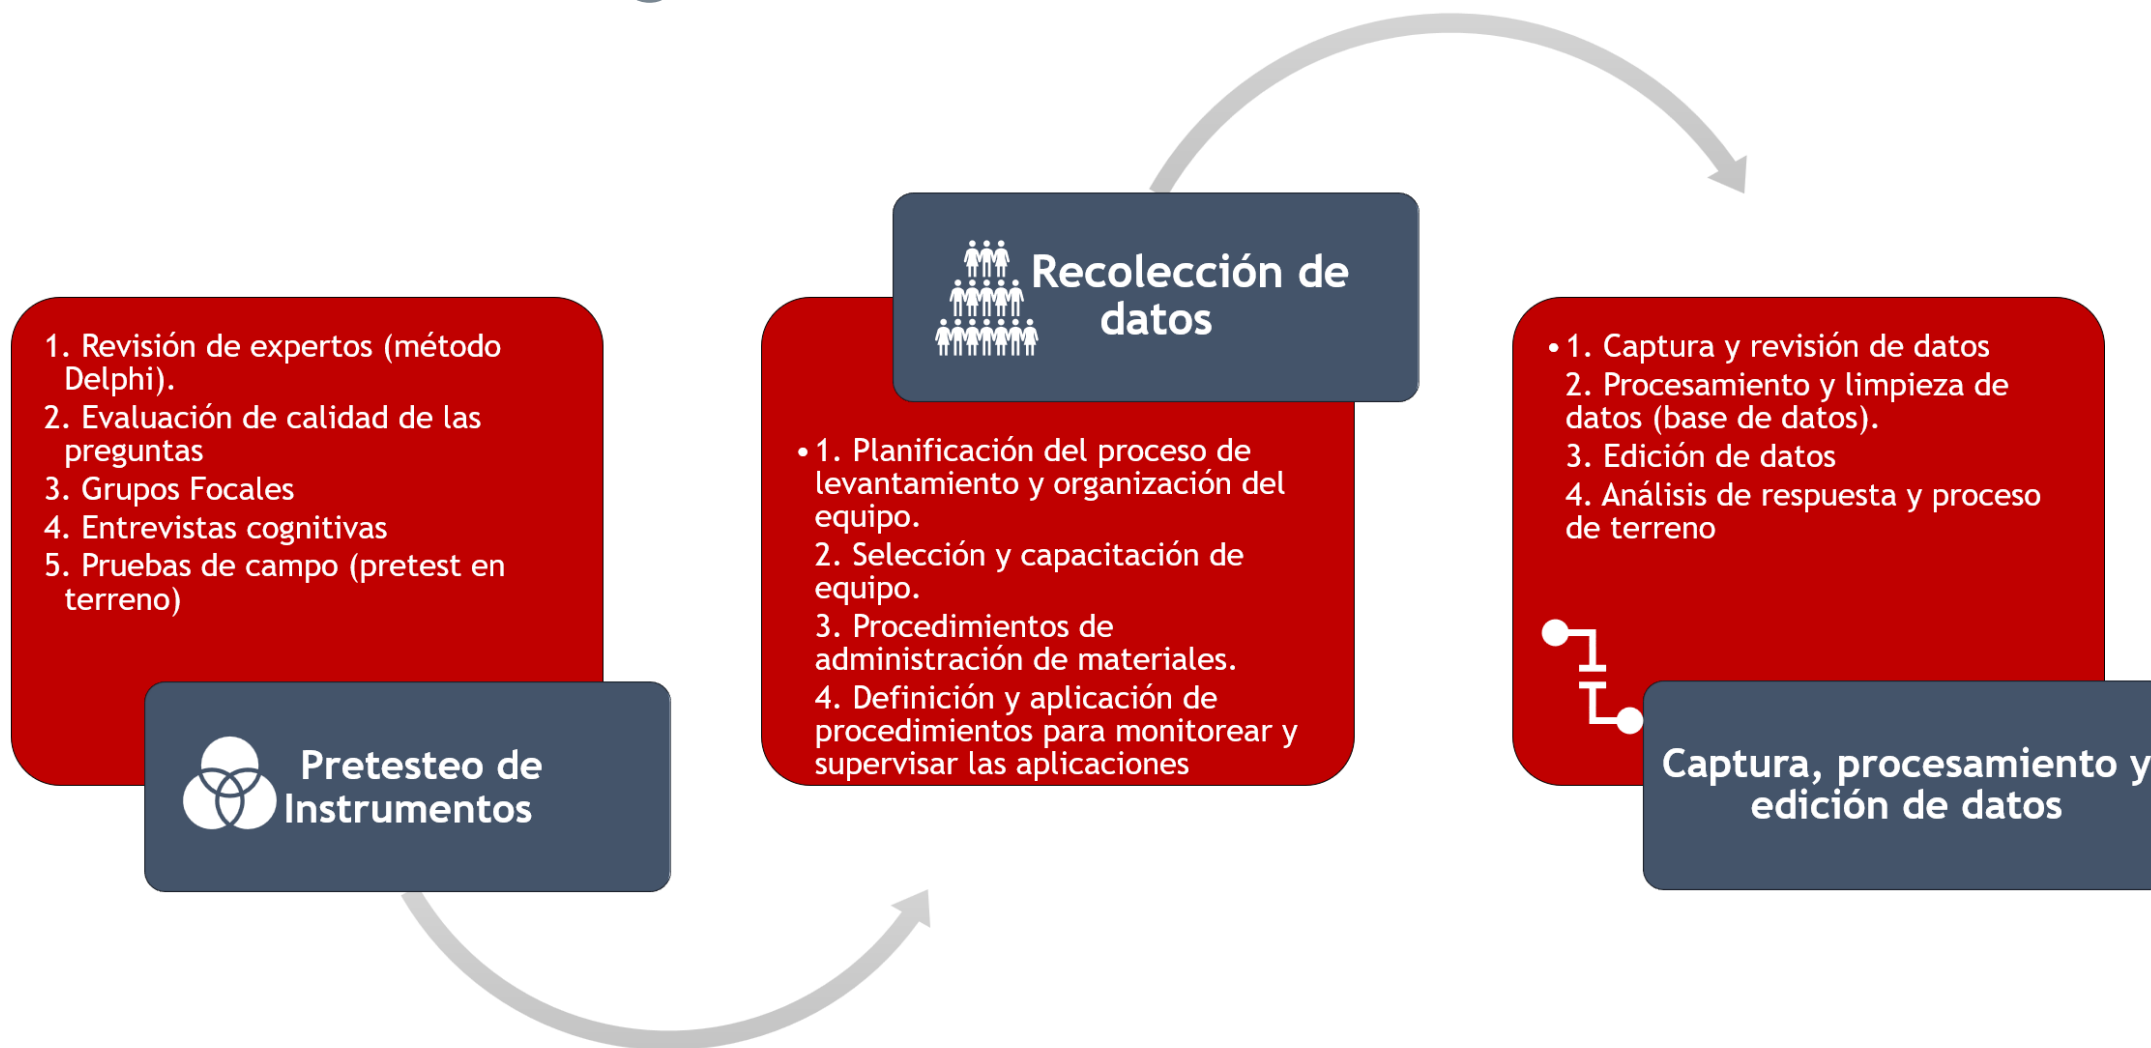 1. Revisión de expertos (método
Delphi).
2. Evaluación de calidad de las
preguntas
3. Grupos Focales
4. Entrevistas cognitivas
5. Pruebas de campo (pretest en
terreno)
Pretesteo de
Instrumentos
Recolección de
datos
• 1. Planificación del proceso de
levantamiento y organización del
equipo.
2. Selección y capacitación de
equipo.
3. Procedimientos de
administración de materiales.
4. Definición y aplicación de
procedimientos para monitorear y
supervisar las aplicaciones
• 1. Captura y revisión de datos
2. Procesamiento y limpieza de
datos (base de datos).
3. Edición de datos
4. Análisis de respuesta y proceso
de terreno
Captura, procesamiento y
edición de datos